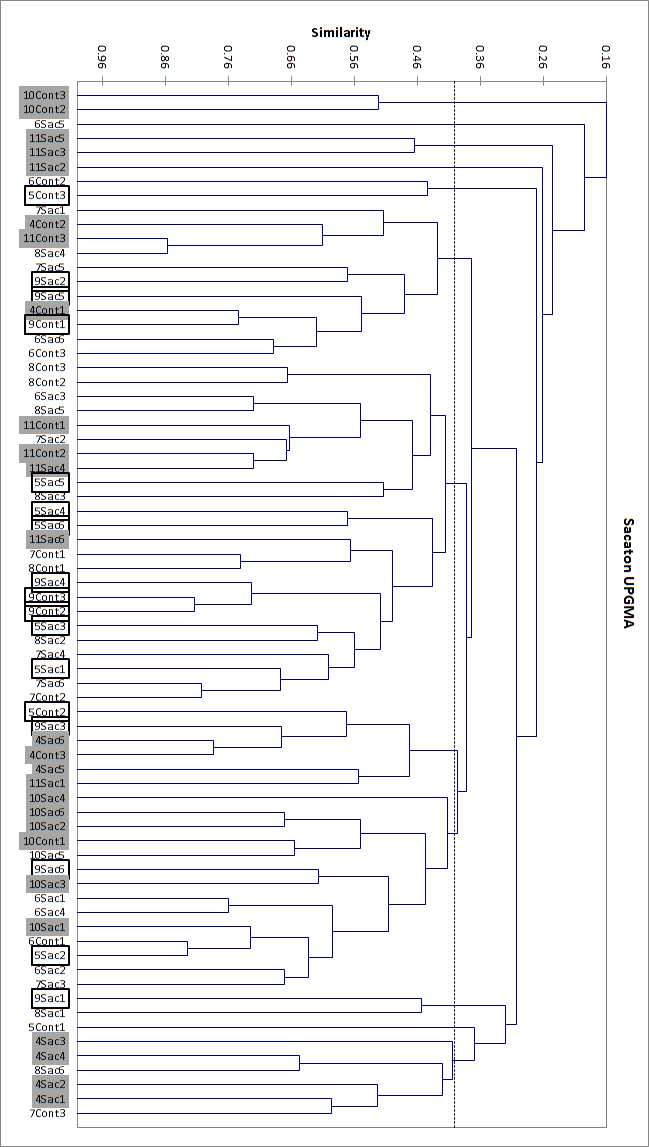 Similarity
0.96 0.86 0.76 0.66 0.56 0.46 0.36 0.26 0.16
10Cont3
10Cont2
6Sac5
11Sac5
11Sac3
11Sac2
6Cont2
5Cont3
7Sac1
4Cont2
11Cont3
8Sac4
7Sac5
9Sac2
9Sac5
4Cont1
9Cont1
6Sac6
6Cont3
8Cont3
8Cont2
6Sac3
8Sac5
11Cont1
7Sac2
11Cont2
11Sac4
5Sac5
8Sac3
5Sac4
5Sac6
11Sac6
7Cont1
8Cont1
9Sac4
9Cont3
9Cont2
5Sac3
8Sac2
7Sac4
5Sac1
7Sac6
7Cont2
5Cont2
9Sac3
4Sac6
4Cont3
4Sac5
11Sac1
10Sac4
10Sac6
10Sac2
10Cont1
10Sac5
9Sac6
10Sac3
6Sac1
6Sac4
10Sac1
6Cont1
5Sac2
6Sac2
7Sac3
9Sac1
8Sac1
5Cont1
4Sac3
4Sac4
8Sac6
4Sac2
4Sac1
7Cont3
Sacaton UPGMA